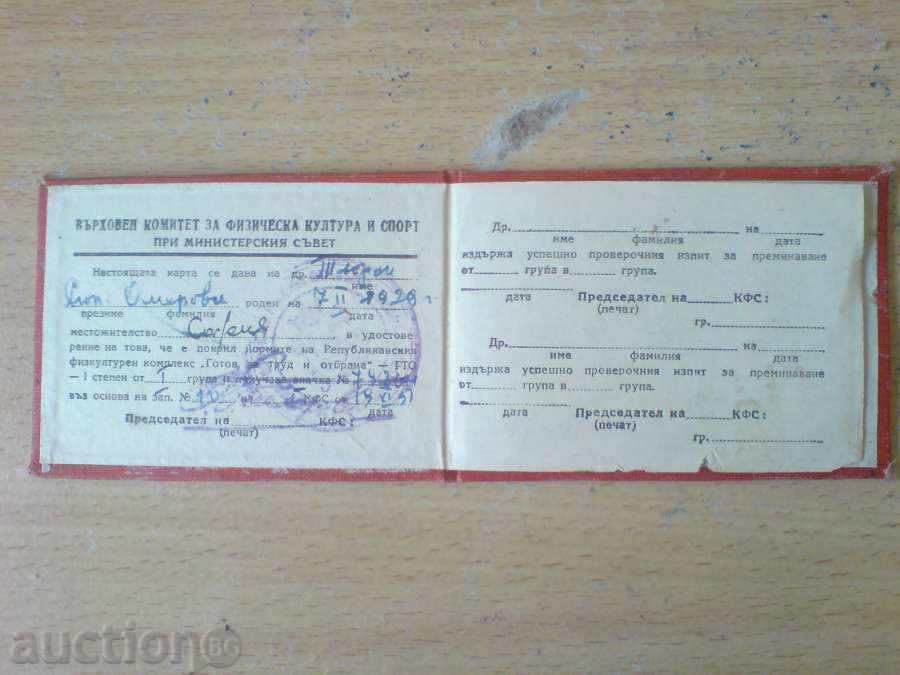 ВЪРХОВЕН КОМИТЕТ ЗА ФИЗИЧЕСКА КУЛТУРА И СПОРТ
ПРИ МИНИСТЕРСКИЯ СЪВЕТ
Настоящата карта се дава на др.
име
роден на 7 II 1929 г
презиме фамилия дата
местожителство София, в удостове
рение на това, че е покрил нормите на Републиканския
физкултурен комплекс „Готов за труд и отбрана" — ГТО
— I степен от I група и получава значка №
въз основа на зап. № на КФС от
дата
Председател на КФС:
(печат)
Др. на
име фамилия дата
издържа успешно проверочния изпит за преминаване
от група в група.
дата Председател на КФС:
(печат)
гр.
Др. на
име фамилия дата
издържа успешно проверочния изпит за преминаване
от група в група.
дата Председател на КФС:
(печат)
гр.
auction BG